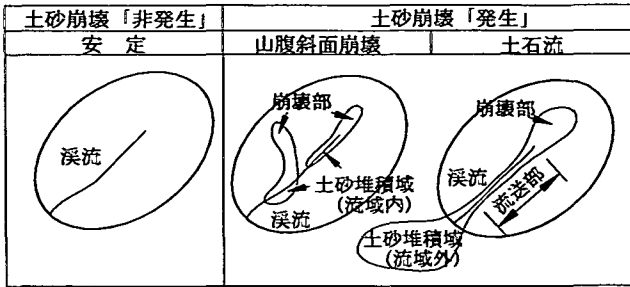 土砂崩壊「非発生」
土砂崩壊「発生」
安 定
山腹斜面崩壊
土石流
渓流
崩壊部
土砂堆積域
(流域内)
渓流
崩壊部
渓流
流送部
土砂堆積域
(流域外)